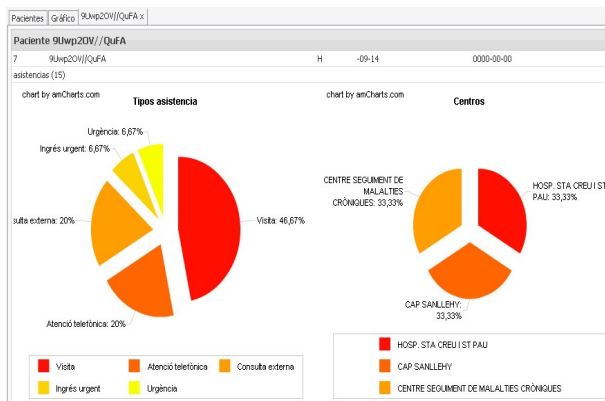 Pacientes Gráfico 9Uwp2OV//QuFA x
Paciente 9Uwp2OV//QuFA
7 9Uwp2OV//QuFA H -09-14 0000-00-00
asistencias (15)
chart by amCharts.com
Tipos asistencia
Urgència: 6,67%
Ingrés urgent: 6,67%
sulta externa: 20%
Visita: 46,67%
Atenció telefònica: 20%
Visita Atenció telefònica Consulta externa
Ingrés urgent Urgència
chart by amCharts.com
Centros
CENTRE SEGUIMENT DE
MALALTIES
CRÒNIQUES: 33,33%
HOSP. STA CREU I ST
PAU: 33,33%
CAP SANLLEHY:
33,33%
HOSP. STA CREU I ST PAU
CAP SANLLEHY
CENTRE SEGUIMENT DE MALALTIES CRÒNIQUES